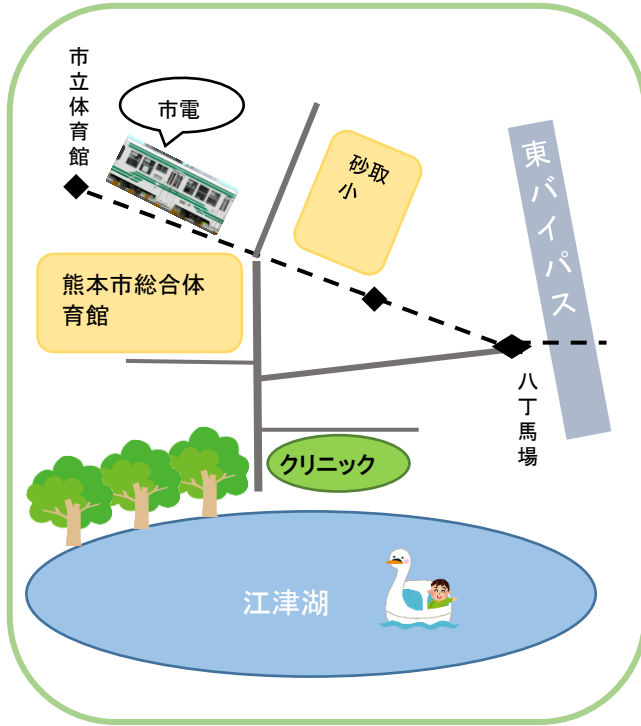 市立体育館
市電
砂取
小
東バイパス
熊本市総合体
育館
八丁馬場
クリニック
江津湖